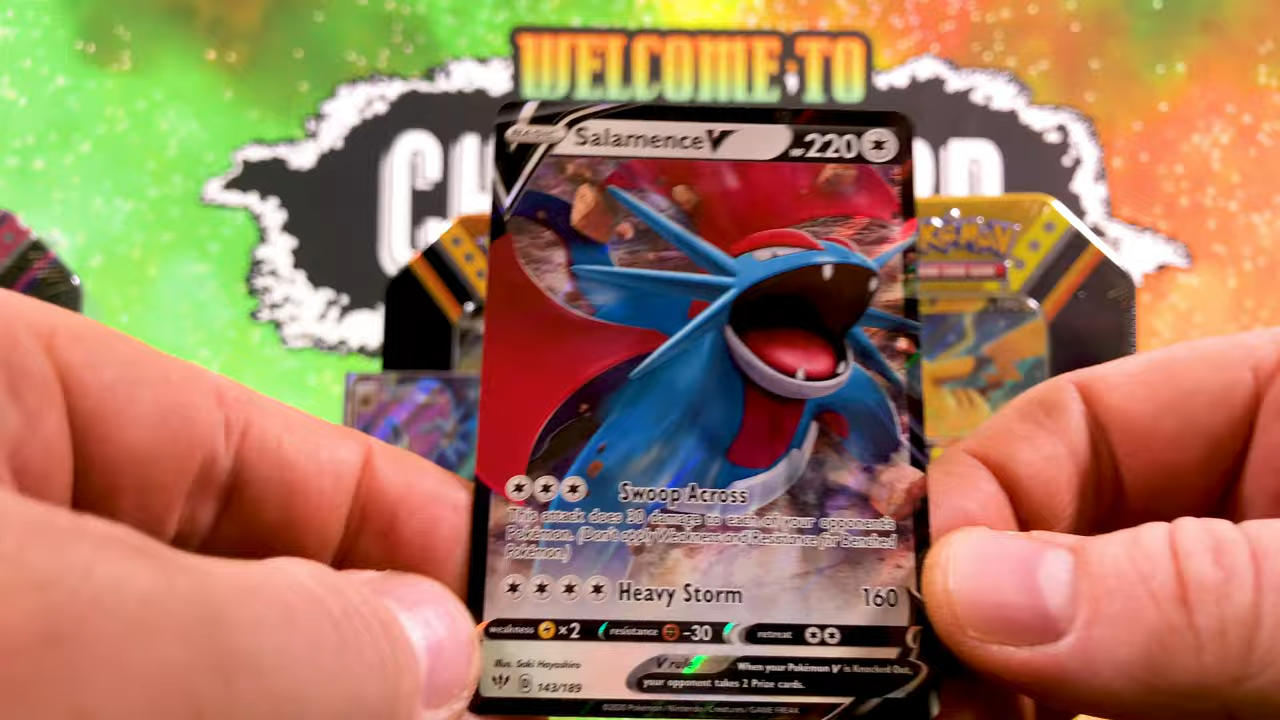 WELCOME TO
BASIC Salamence V HP 220
POKÉMON
Swoop Across
This attack does 30 damage to each of your opponent's
Pokémon. (Don't apply Weakness and Resistance for Benched
Pokémon.)
Heavy Storm 160
weakness ×2 resistance -30 retreat
Illus. Saki Hayashiro
V rule When your Pokémon V is Knocked Out,
your opponent takes 2 Prize cards.
143/189
©2020 Pokémon / Nintendo / Creatures / GAME FREAK